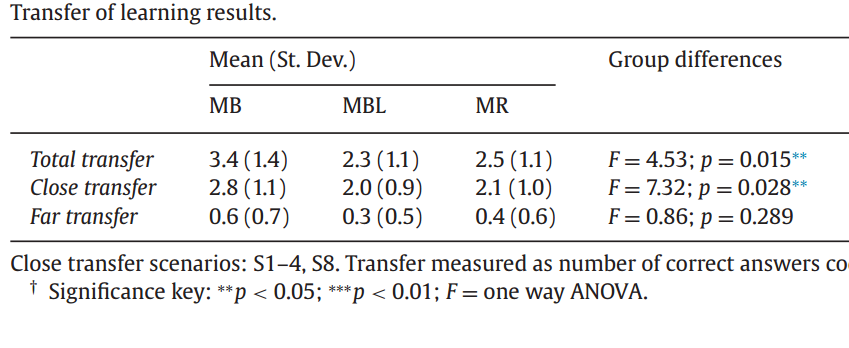 Transfer of learning results.
Mean (St. Dev.) Group differences
MB MBL MR
Total transfer 3.4 (1.4) 2.3 (1.1) 2.5 (1.1) F = 4.53; p = 0.015**
Close transfer 2.8 (1.1) 2.0 (0.9) 2.1 (1.0) F = 7.32; p = 0.028**
Far transfer 0.6 (0.7) 0.3 (0.5) 0.4 (0.6) F = 0.86; p = 0.289
Close transfer scenarios: S1–4, S8. Transfer measured as number of correct answers
† Significance key: **p < 0.05; ***p < 0.01; F = one way ANOVA.